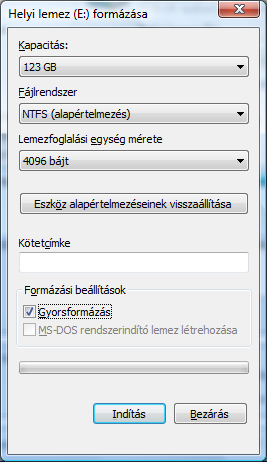 Helyi lemez (E:) formázása
Kapacitás:
123 GB
Fájlrendszer
NTFS (alapértelmezés)
Lemezfoglalási egység mérete
4096 bájt
Eszköz alapértelmezéseinek visszaállítása
Kötetcímke
Formázási beállítások
Gyorsformázás
MS-DOS rendszerindító lemez létrehozása
Indítás
Bezárás